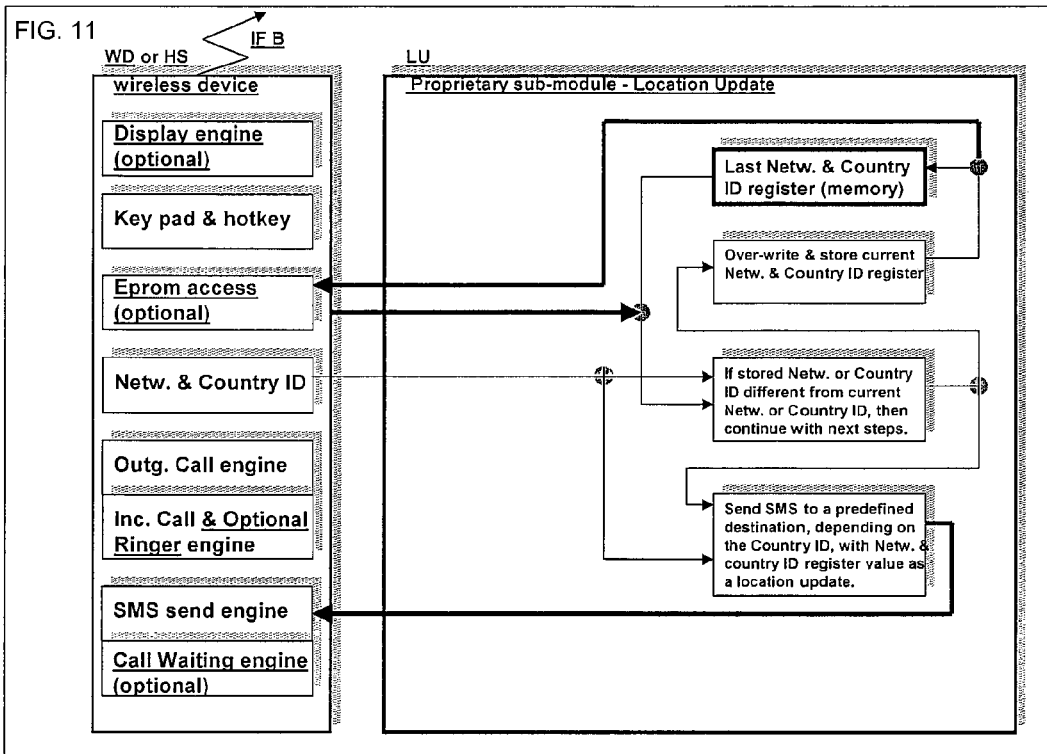 FIG. 11
IF B
WD or HS
wireless device
Display engine
(optional)
Key pad & hotkey
Eprom access
(optional)
Netw. & Country ID
Outg. Call engine
Inc. Call & Optional
Ringer engine
SMS send engine
Call Waiting engine
(optional)
LU
Proprietary sub-module - Location Update
Last Netw. & Country
ID register (memory)
Over-write & store current
Netw. & Country ID register
If stored Netw. or Country
ID different from current
Netw. or Country ID, then
continue with next steps.
Send SMS to a predefined
destination, depending on
the Country ID, with Netw. &
country ID register value as
a location update.